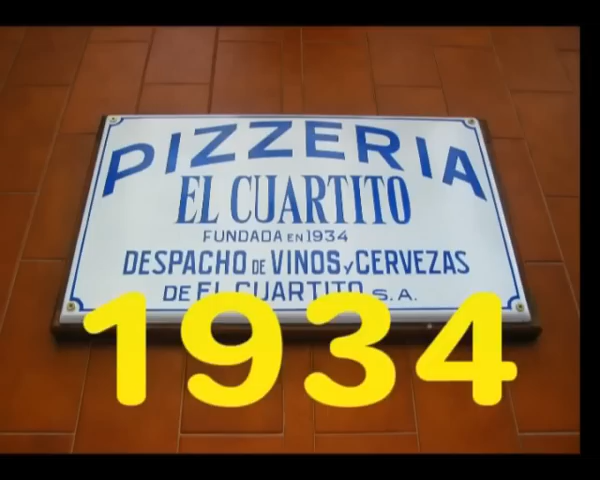 PIZZERIA
EL CUARTITO
FUNDADA EN 1934
DESPACHO DE VINOS Y CERVEZAS
DE EL CUARTITO S.A.
1934